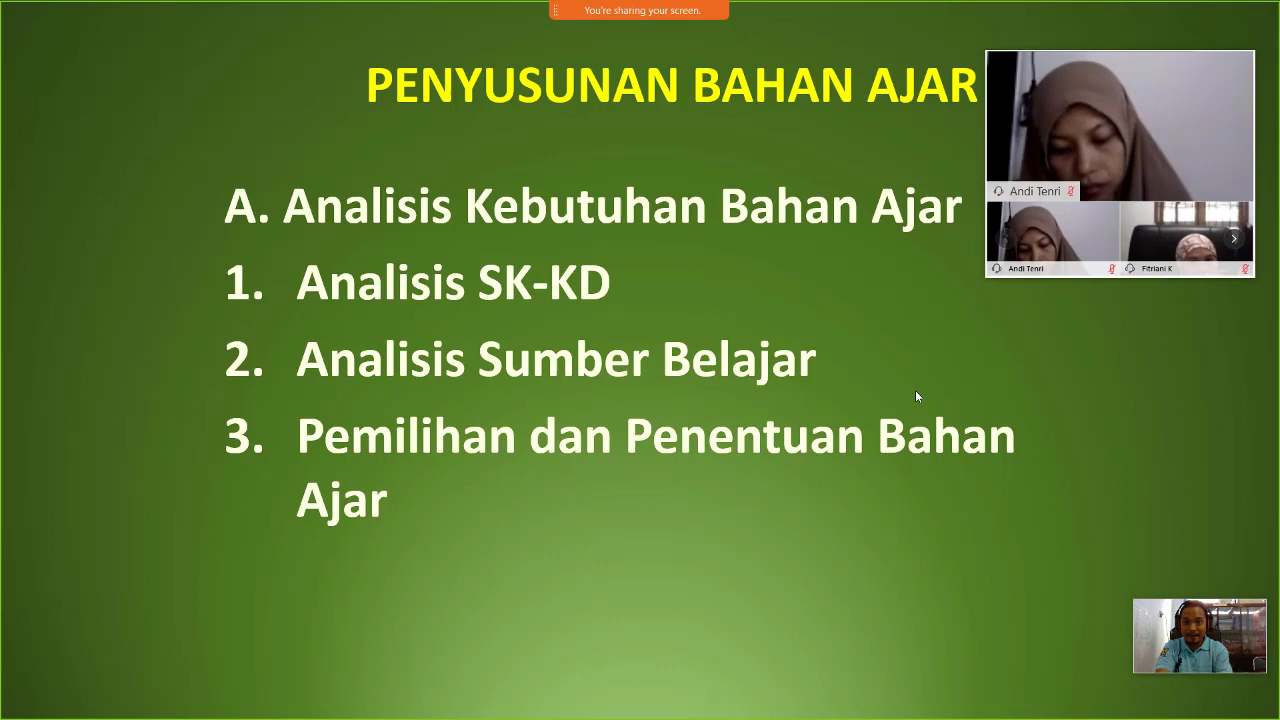 You're sharing your screen.
PENYUSUNAN BAHAN AJAR
A. Analisis Kebutuhan Bahan Ajar
1. Analisis SK-KD
2. Analisis Sumber Belajar
3. Pemilihan dan Penentuan Bahan
Ajar
Andi Tenri
Andi Tenri
Fitriani K